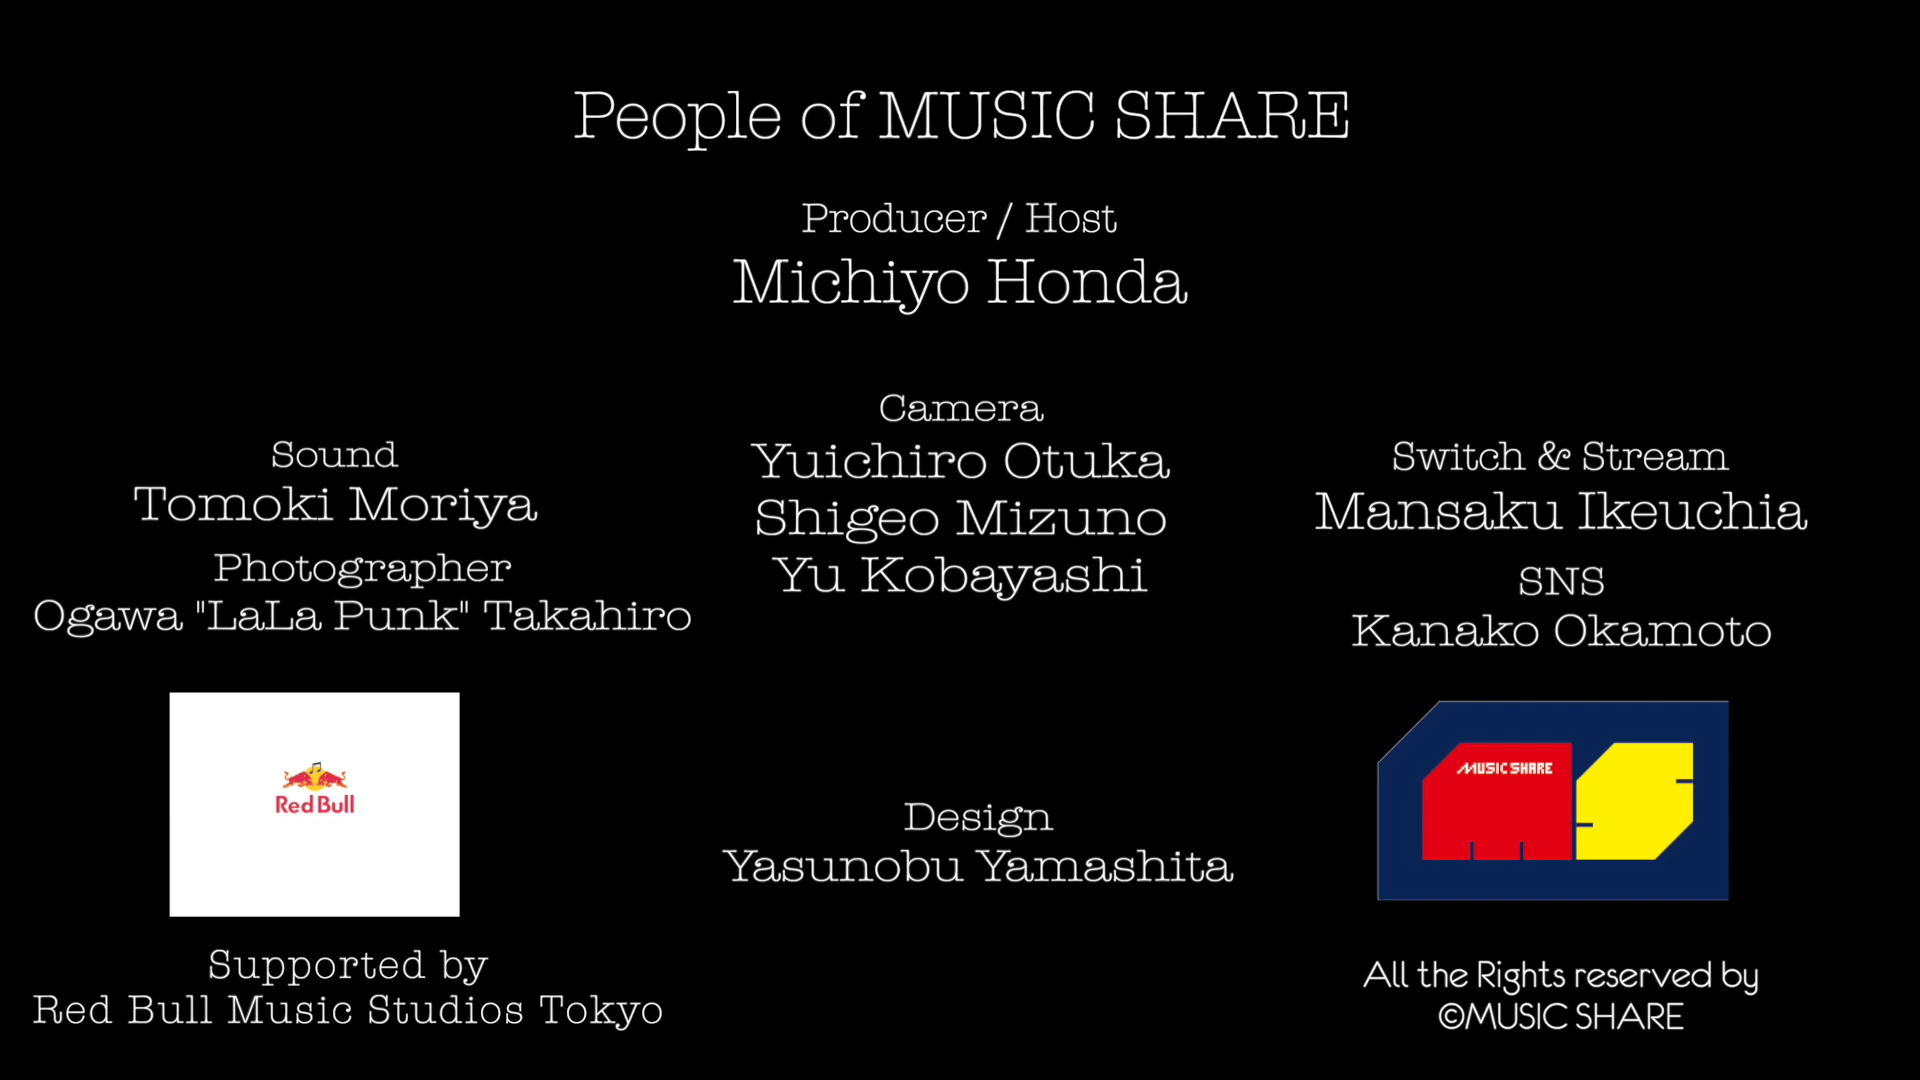 People of MUSIC SHARE
Producer / Host
Michiyo Honda
Sound
Tomoki Moriya
Photographer
Ogawa "LaLa Punk" Takahiro
Camera
Yuichiro Otuka
Shigeo Mizuno
Yu Kobayashi
Switch & Stream
Mansaku Ikeuchia
SNS
Kanako Okamoto
Red Bull
Supported by
Red Bull Music Studios Tokyo
Design
Yasunobu Yamashita
MUSIC SHARE
All the Rights reserved by
©MUSIC SHARE